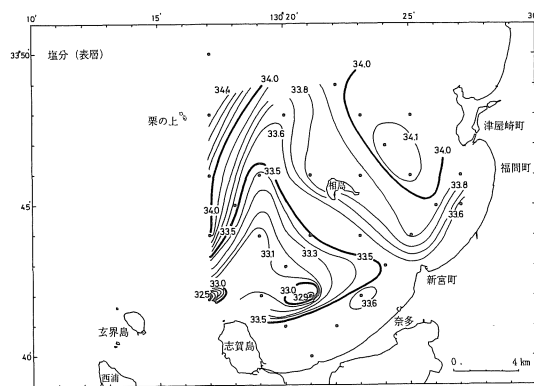 10′ 15′ 130°20′ 25′ 30′
33°50′
塩分（表層）
34.4 34.0 33.8 34.0
栗の上
33.6
34.1
津屋崎町
34.0
福間町
33.5
相島
33.8
33.6
45′
34.0
33.5
33.1 33.3 33.5
新宮町
33.0 33.0
32.5 32.9
33.6
33.5
玄界島
奈多
志賀島
40′
西浦
0 4 km